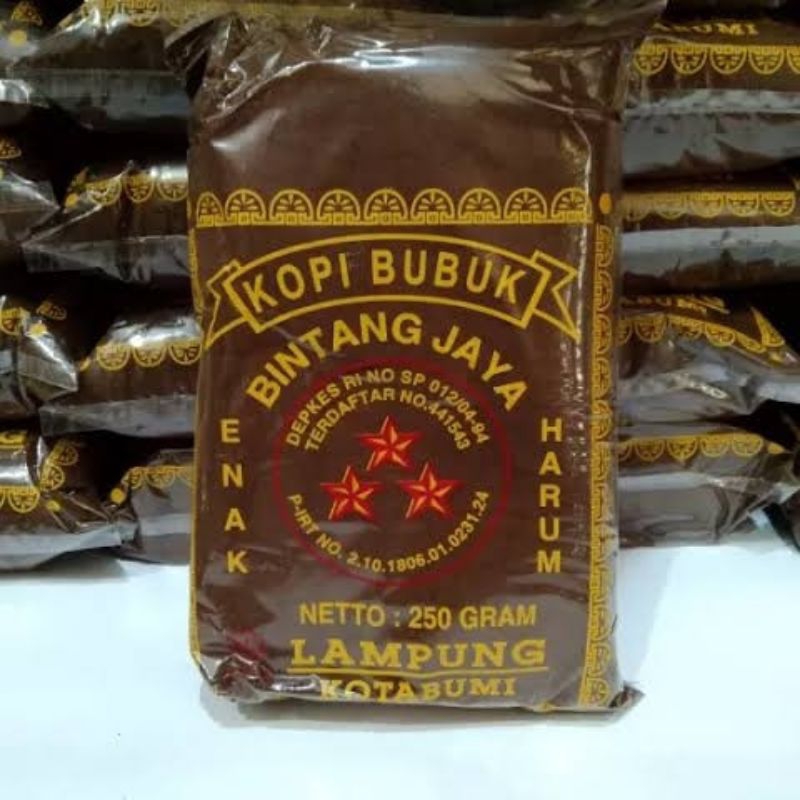 KOPI BUBUK
BINTANG JAYA
DEPKES RI NO SP 012/04-94
TERDAFTAR NO:441543
ENAK
HARUM
P-IRT NO. 2.10.1806.01.0231.24
NETTO : 250 GRAM
LAMPUNG
KOTABUMI